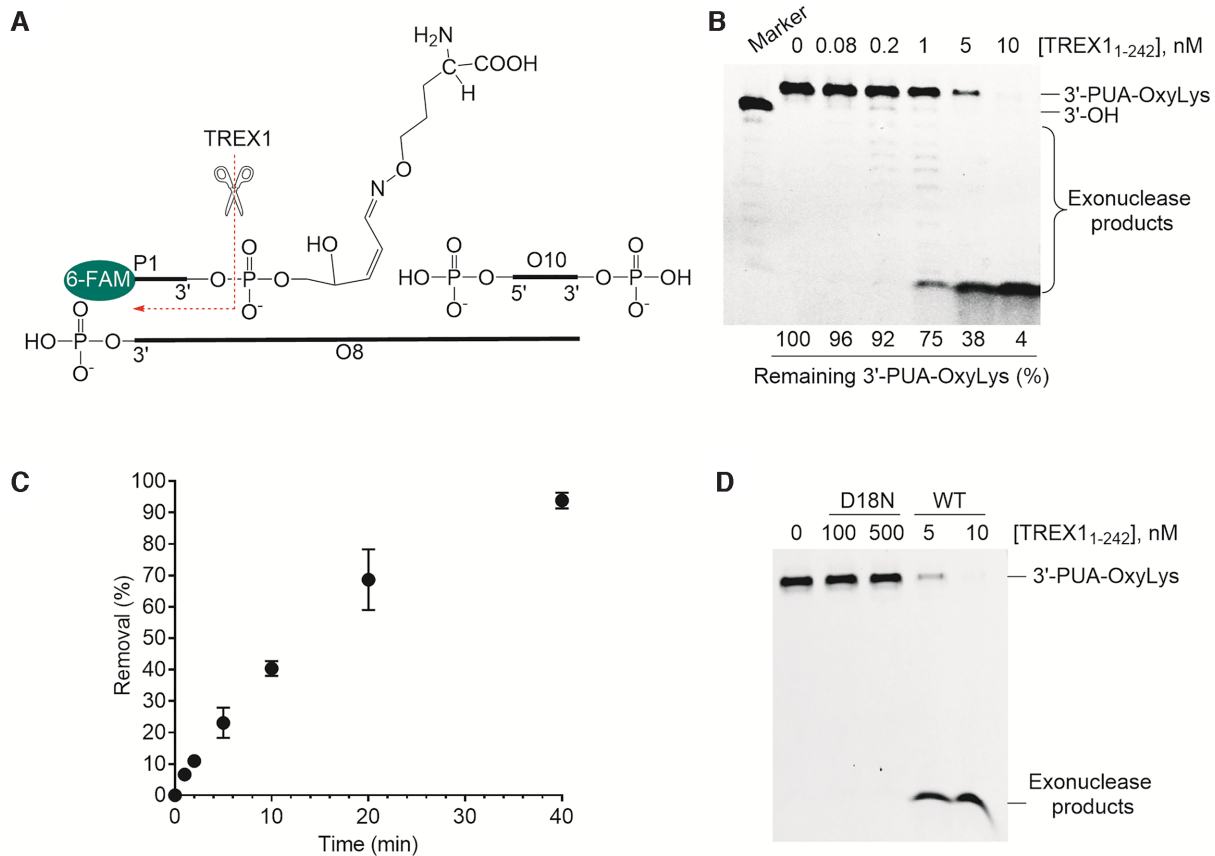 A
H₂N
C
COOH
H
O
N
TREX1
HO
O
O
6-FAM
P1
3'
O
P
O
O⁻
HO
P
O
O10
5'
3'
O
P
OH
O⁻
O⁻
O
HO
P
O
3'
O8
O⁻
B
Marker
0 0.08 0.2 1 5 10 [TREX1₁₋₂₄₂], nM
3'-PUA-OxyLys
3'-OH
Exonuclease
products
100 96 92 75 38 4
Remaining 3'-PUA-OxyLys (%)
C
Removal (%)
100
90
80
70
60
50
40
30
20
10
0
0 10 20 30 40
Time (min)
D
D18N WT
0 100 500 5 10 [TREX1₁₋₂₄₂], nM
3'-PUA-OxyLys
Exonuclease
products